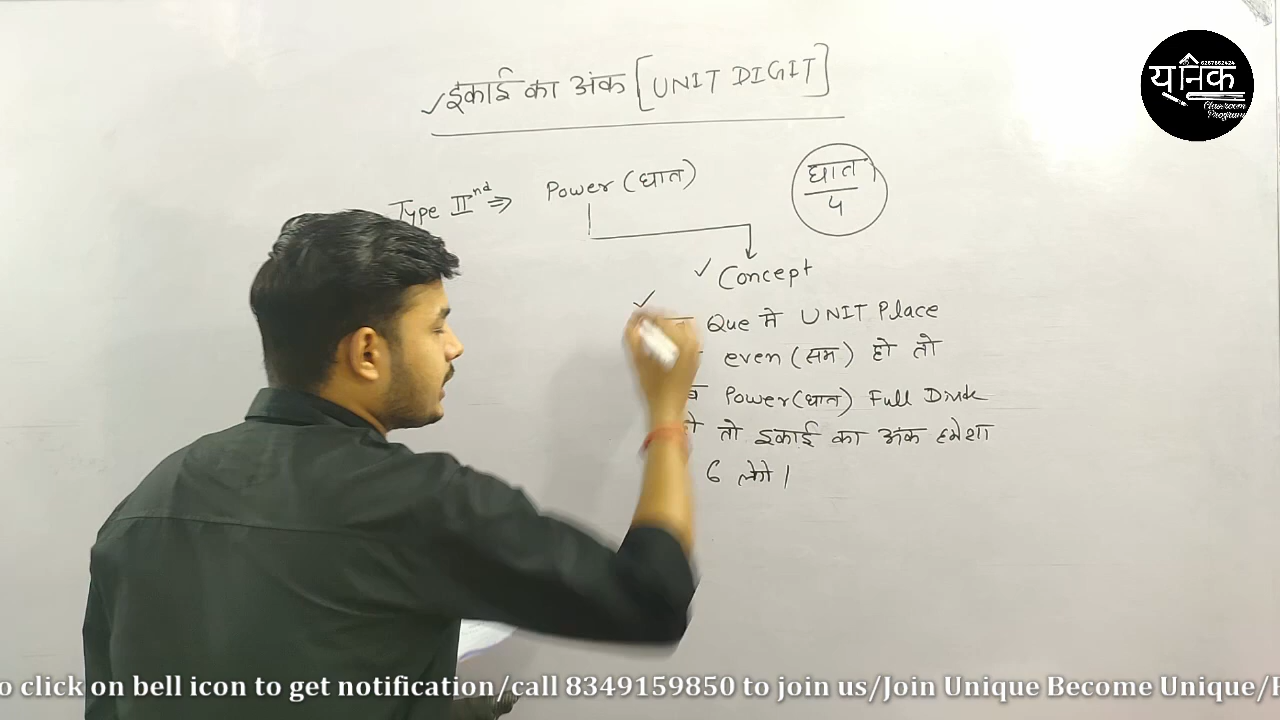 इकाई का अंक [UNIT DIGIT]
6267862424
यूनिक
Classroom
Program
घात
4
Type IInd ⇒ Power (घात)
Concept
Que मे UNIT Place
even (सम) हो तो
Power (घात) Full Divide
तो इकाई का अंक हमेशा
6 लेगे।
o click on bell icon to get notification/call 8349159850 to join us/Join Unique Become Unique/